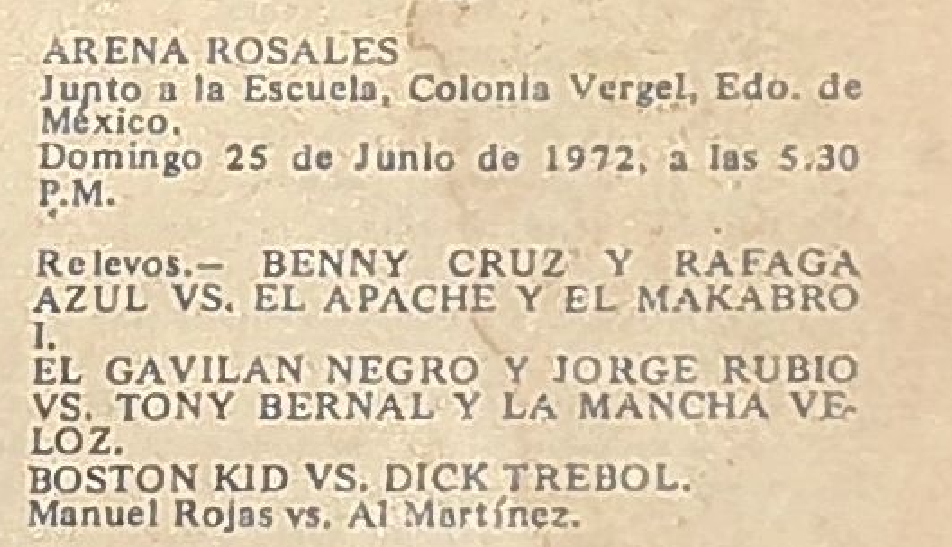 ARENA ROSALES
Junto a la Escuela, Colonia Vergel, Edo. de
México.
Domingo 25 de Junio de 1972, a las 5.30
P.M.
Relevos.— BENNY CRUZ Y RAFAGA
AZUL VS. EL APACHE Y EL MAKABRO
I.
EL GAVILAN NEGRO Y JORGE RUBIO
VS. TONY BERNAL Y LA MANCHA VE-
LOZ.
BOSTON KID VS. DICK TREBOL.
Manuel Rojas vs. Al Martínez.